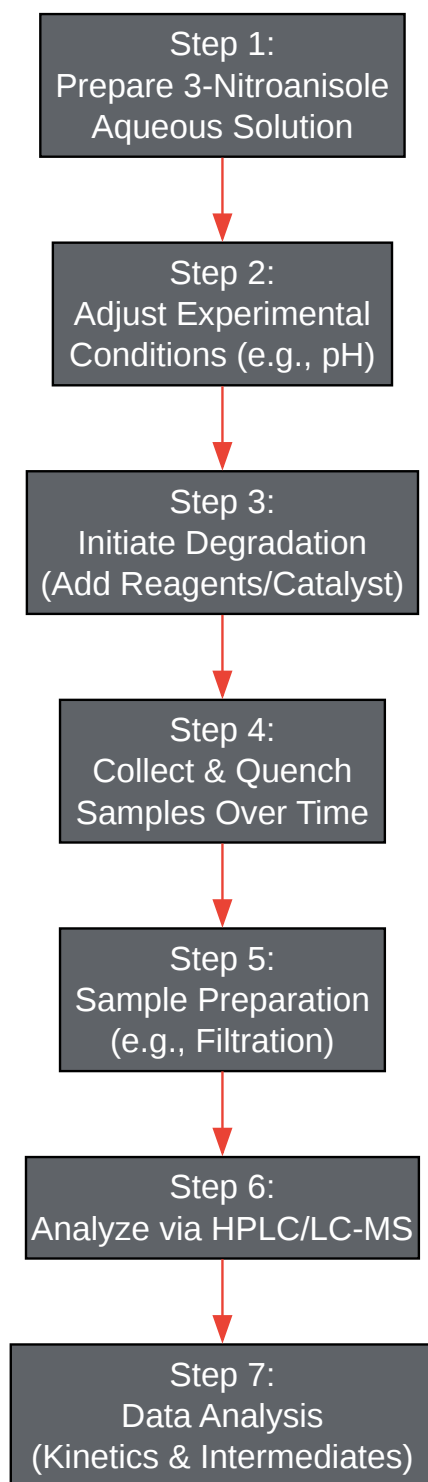 Step 1:
Prepare 3-Nitroanisole
Aqueous Solution
Step 2:
Adjust Experimental
Conditions (e.g., pH)
Step 3:
Initiate Degradation
(Add Reagents/Catalyst)
Step 4:
Collect & Quench
Samples Over Time
Step 5:
Sample Preparation
(e.g., Filtration)
Step 6:
Analyze via HPLC/LC-MS
Step 7:
Data Analysis
(Kinetics & Intermediates)